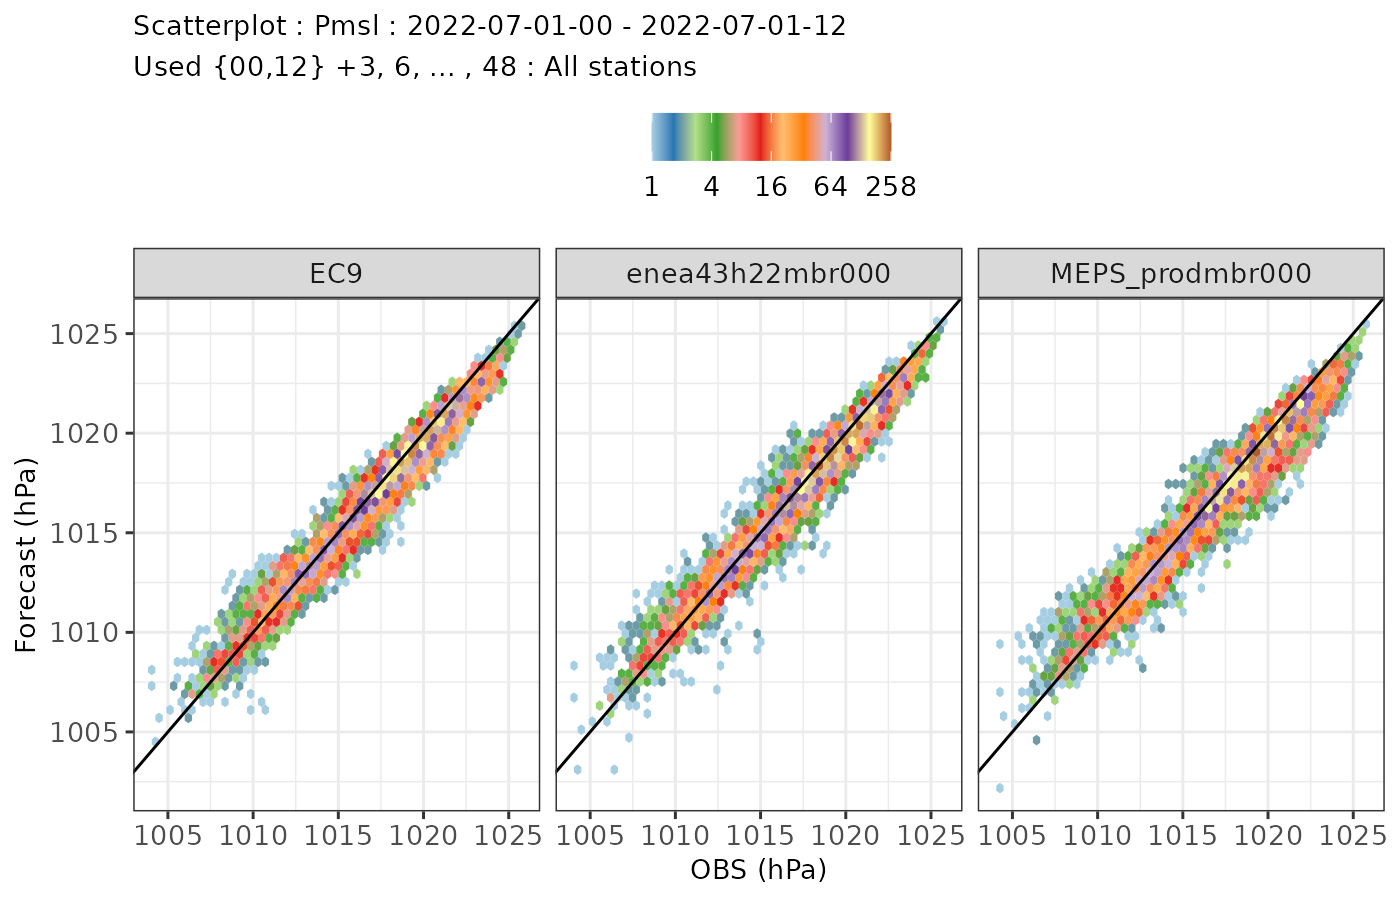 Scatterplot : Pmsl : 2022-07-01-00 - 2022-07-01-12
Used {00,12} +3, 6, ... , 48 : All stations
1 4 16 64 258
EC9 enea43h22mbr000 MEPS_prodmbr000
1025
1020
1015
1010
1005
Forecast (hPa)
1005 1010 1015 1020 1025 1005 1010 1015 1020 1025 1005 1010 1015 1020 1025
OBS (hPa)